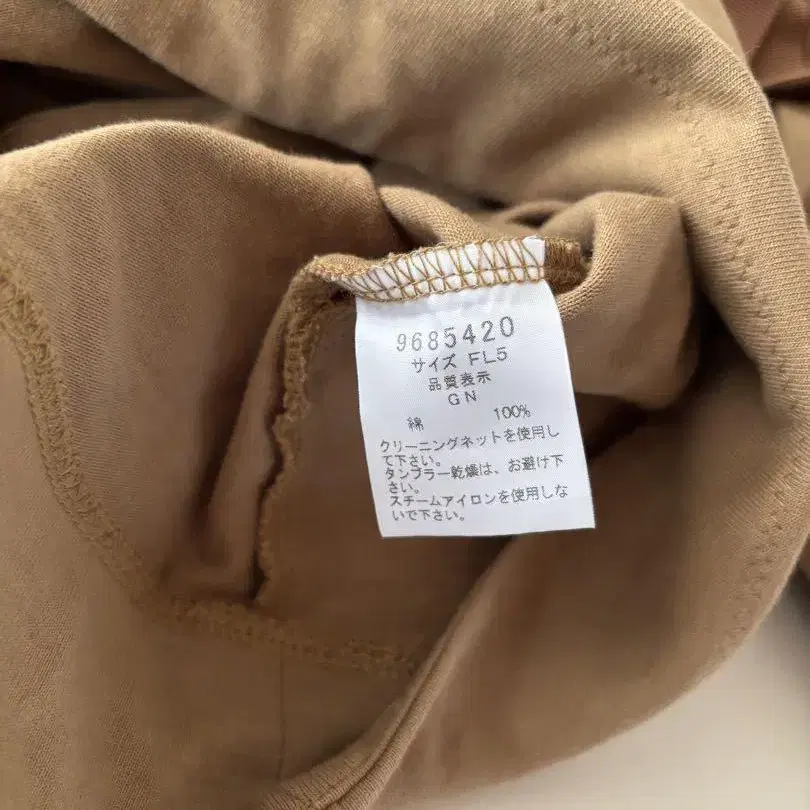 9685420
サイズ FL5
品質表示
GN
綿 100%
クリーニングネットを使用し
て下さい。
タンブラー乾燥は、お避け下
さい。
スチームアイロンを使用しな
いで下さい。